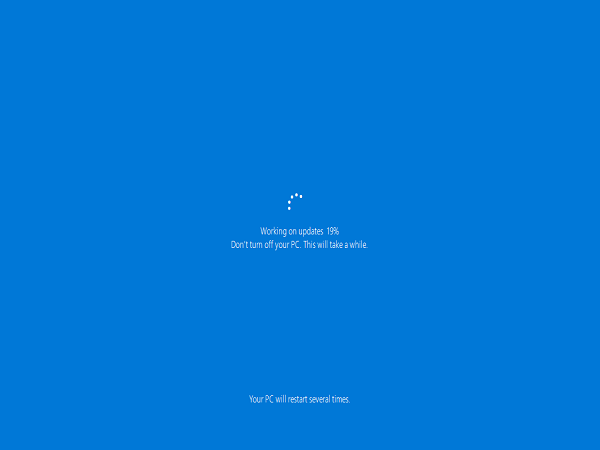 Working on updates 19%
Don't turn off your PC. This will take a while.
Your PC will restart several times.